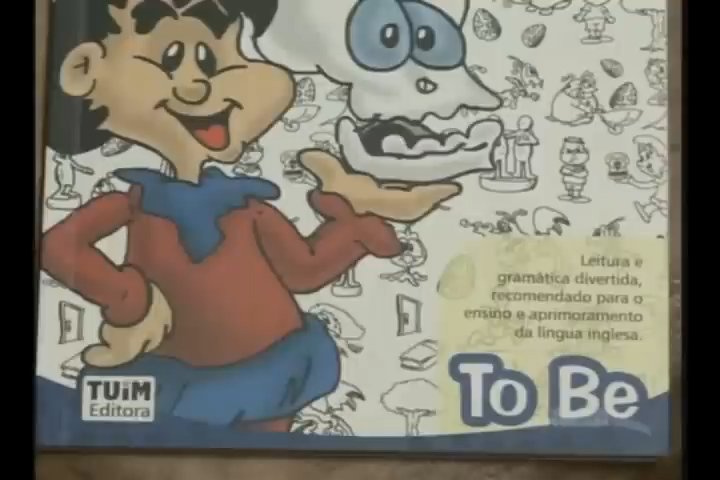 Leitura e
gramática divertida,
recomendado para o
ensino e aprimoramento
da língua inglesa.
To Be
TUiM
Editora